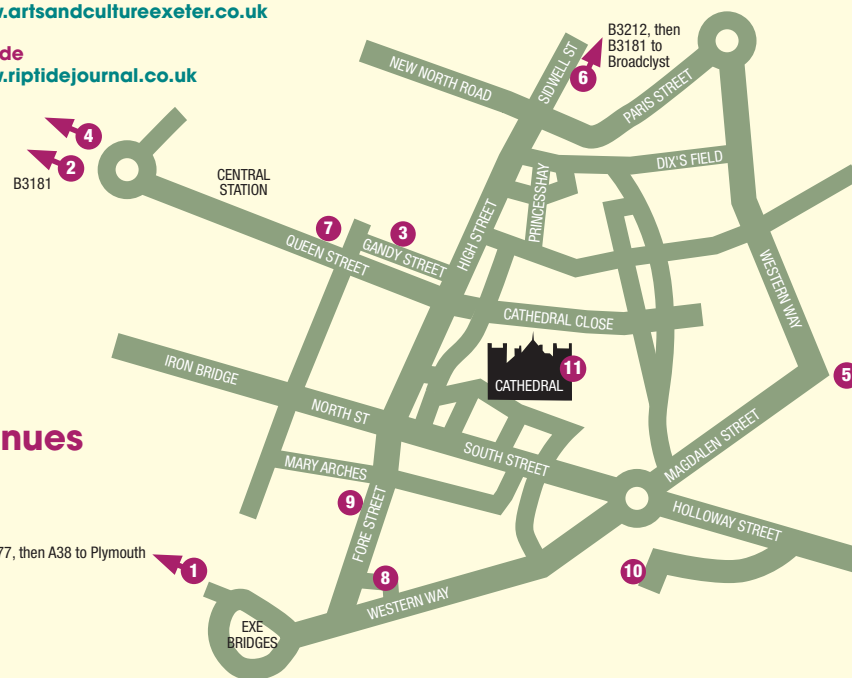 w.artsandcultureexeter.co.uk
de
w.riptidejournal.co.uk
B3212, then
B3181 to
Broadclyst
SIDWELL ST
6
NEW NORTH ROAD
PARIS STREET
4
2
B3181
CENTRAL
STATION
DIX'S FIELD
PRINCESSHAY
7
3
QUEEN STREET
GANDY STREET
HIGH STREET
WESTERN WAY
CATHEDRAL CLOSE
CATHEDRAL
11
5
IRON BRIDGE
NORTH ST
SOUTH STREET
MAGDALEN STREET
nues
MARY ARCHES
9
FORE STREET
HOLLOWAY STREET
77, then A38 to Plymouth
1
8
10
WESTERN WAY
EXE
BRIDGES